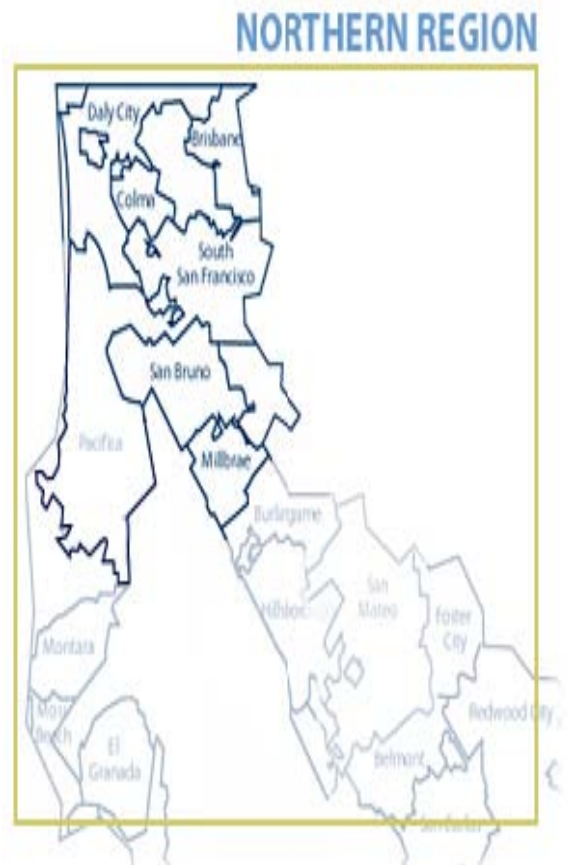 NORTHERN REGION
Daly City
Brisbane
Colma
South
San Francisco
San Bruno
Pacifica
Millbrae
Burlingame
San
Mateo
Foster
City
Montara
Moss
Beach
Redwood City
El
Granada
Belmont